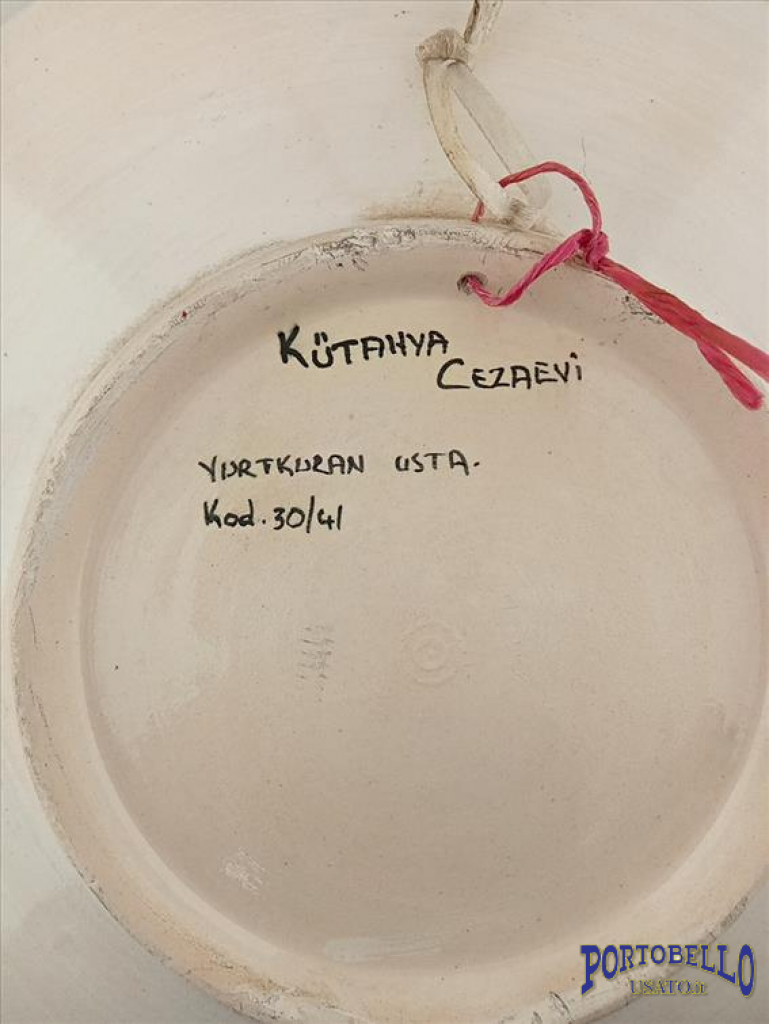 KÜTAHYA
CEZAEVİ
YURTKURAN USTA.
Kod.30/41
PORTOBELLO
USATO.it